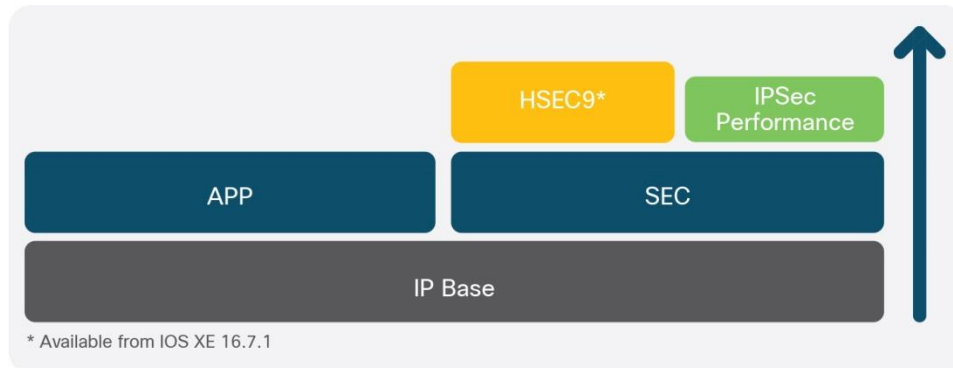 HSEC9*
IPSec
Performance
APP
SEC
IP Base
* Available from IOS XE 16.7.1